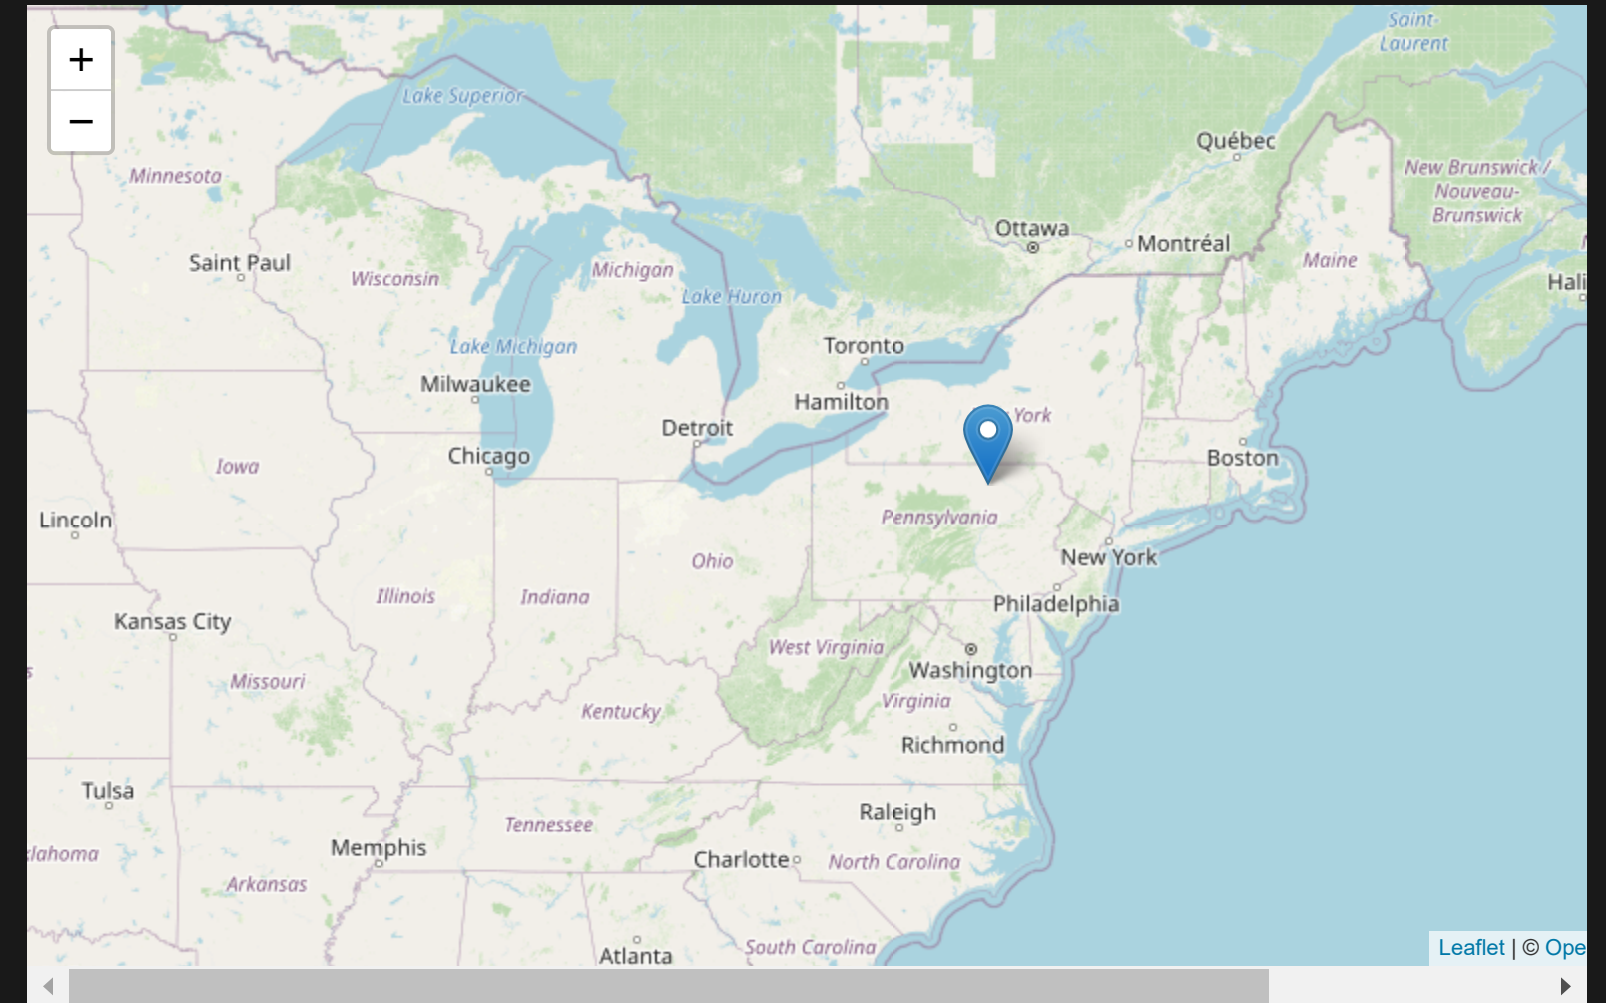 +
−
Saint-
Laurent
Lake Superior
Québec
Minnesota
New Brunswick /
Nouveau-
Brunswick
Ottawa
Montréal
Saint Paul
Wisconsin
Michigan
Maine
Hali
Lake Huron
Lake Michigan
Toronto
Milwaukee
Hamilton
York
Detroit
Chicago
Boston
Iowa
Lincoln
Pennsylvania
New York
Ohio
Illinois
Indiana
Philadelphia
Kansas City
West Virginia
Washington
Missouri
s
Virginia
Kentucky
Richmond
Tulsa
Raleigh
Tennessee
Memphis
Charlotte
North Carolina
klahoma
Arkansas
South Carolina
Atlanta
Leaflet | © Ope